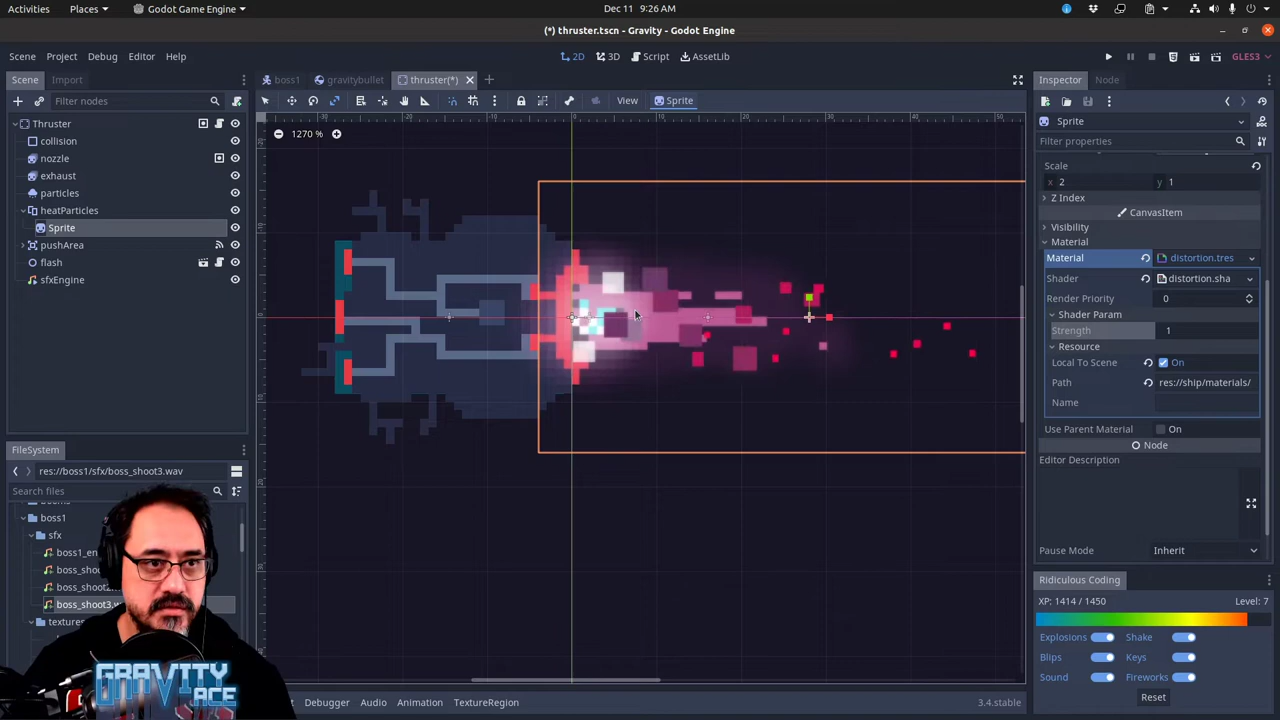 Activities Places Godot Game Engine Dec 11 9:26 AM
(*) thruster.tscn - Gravity - Godot Engine
Scene Project Debug Editor Help 2D 3D Script AssetLib GLES3
Scene Import boss1 gravitybullet thruster(*) Inspector Node
Filter nodes View Sprite
Thruster
collision
nozzle
exhaust
particles
heatParticles
Sprite
pushArea
flash
sfxEngine
1270 %
Sprite
Filter properties
Scale
x 2 y 1
Z Index
CanvasItem
Visibility
Material
Material distortion.tres
Shader distortion.sha
Render Priority 0
Shader Param
Strength 1
Resource
Local To Scene On
Path res://ship/materials/
Name
Use Parent Material On
Node
Editor Description
Pause Mode Inherit
FileSystem
res://boss1/sfx/boss_shoot3.wav
Search files
boss1
sfx
boss1_en
boss_shoot3.w
Ridiculous Coding
XP: 1414 / 1450 Level: 7
Explosions Shake
Blips Keys
Sound Fireworks
Reset
GRAVITY
ACE
Debugger Audio Animation TextureRegion 3.4.stable